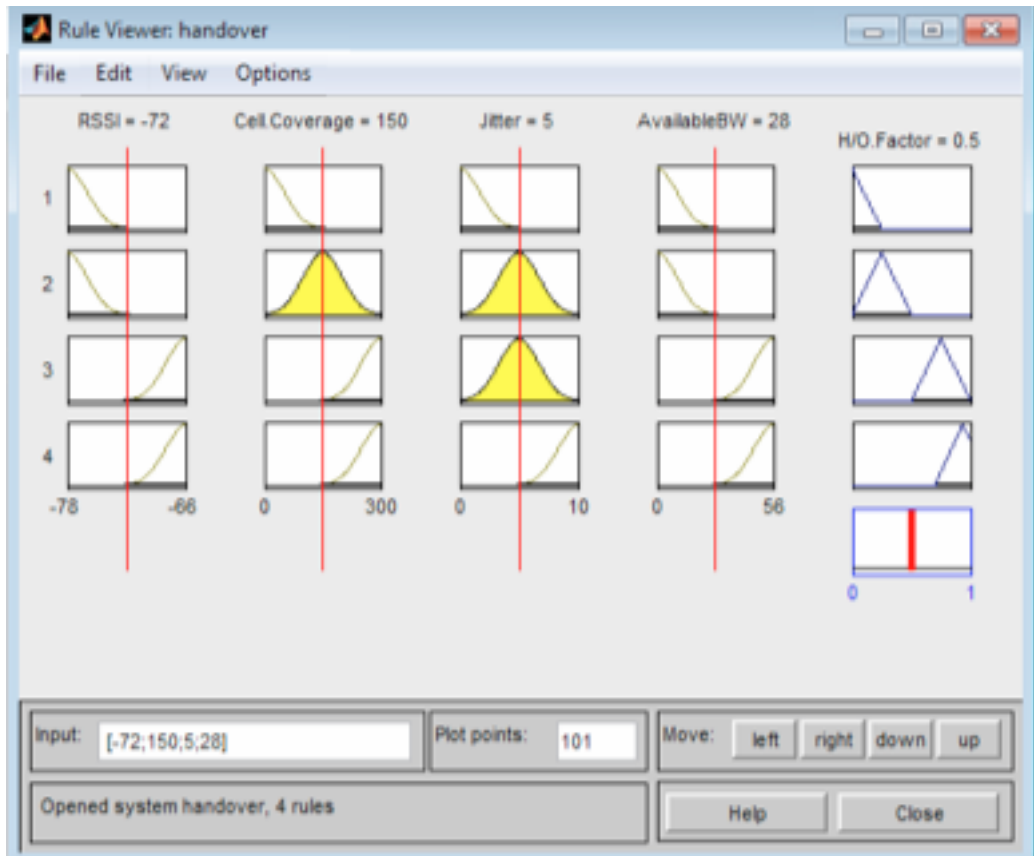 Rule Viewer: handover
File Edit View Options
RSSI = -72 Cell.Coverage = 150 Jitter = 5 AvailableBW = 28
H/O.Factor = 0.5
1
2
3
4
-78 -66 0 300 0 10 0 56
0 1
Input: [-72;150;5;28] Plot points: 101 Move: left right down up
Opened system handover, 4 rules Help Close